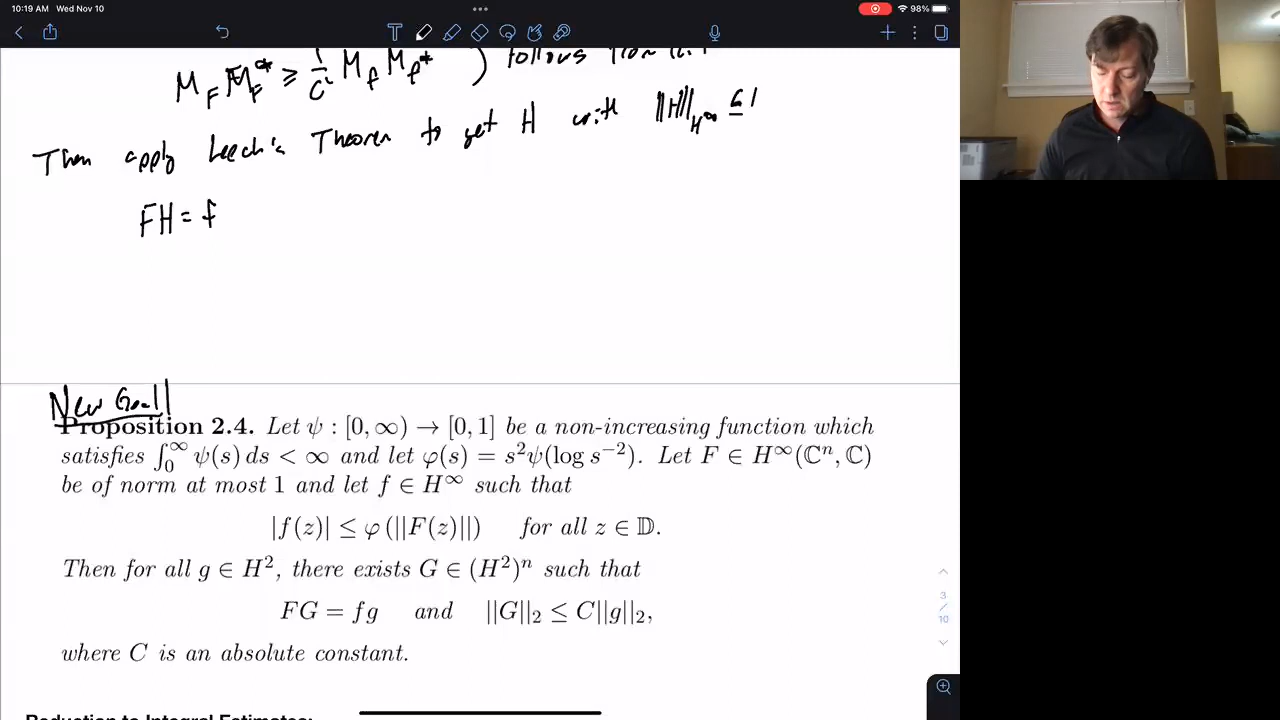 10:19 AM Wed Nov 10
98%
M_F M_F^* ≥ 1/C² M_f M_f^* ) follows from
Then apply Leech's Theorem to get H with ||H||_{H^∞} ≤ 1
FH = f
New Goal!
Proposition 2.4. Let ψ : [0, ∞) → [0, 1] be a non-increasing function which
satisfies ∫_0^∞ ψ(s) ds < ∞ and let φ(s) = s²ψ(log s⁻²). Let F ∈ H^∞(ℂⁿ, ℂ)
be of norm at most 1 and let f ∈ H^∞ such that
|f(z)| ≤ φ (||F(z)||) for all z ∈ 𝔻.
Then for all g ∈ H², there exists G ∈ (H²)ⁿ such that
FG = fg and ||G||₂ ≤ C||g||₂,
where C is an absolute constant.
3
/
10
Reduction to Integral Estimates: